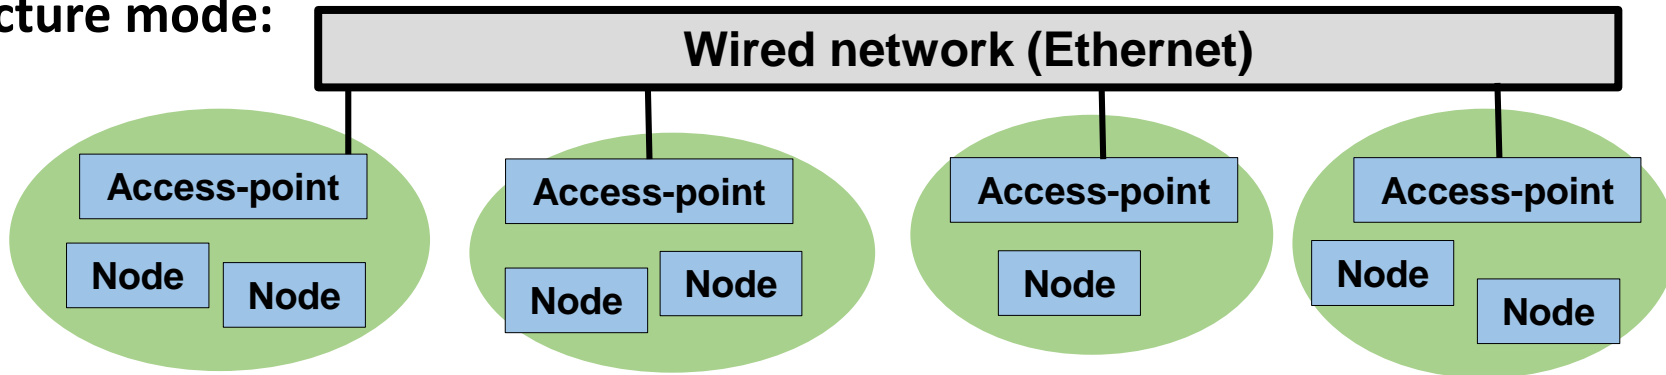 cture mode:
Wired network (Ethernet)
Access-point
Access-point
Access-point
Access-point
Node
Node
Node
Node
Node
Node
Node